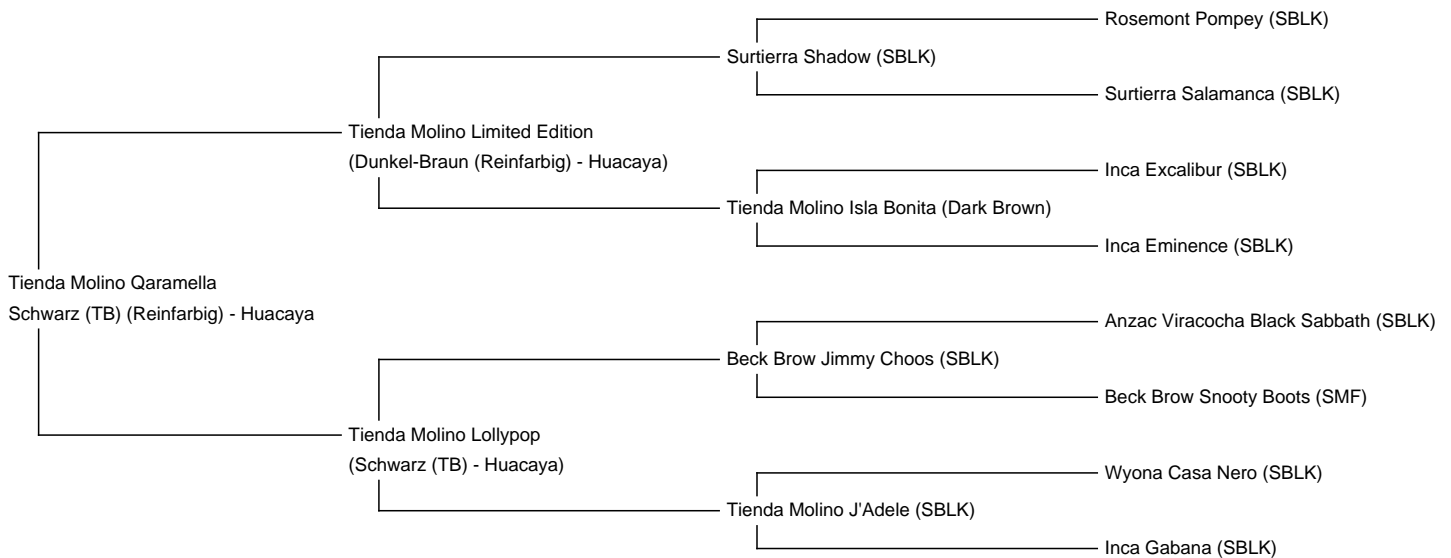 Rosemont Pompey (SBLK)
Surtierra Shadow (SBLK)
Surtierra Salamanca (SBLK)
Tienda Molino Limited Edition
(Dunkel-Braun (Reinfarbig) - Huacaya)
Inca Excalibur (SBLK)
Tienda Molino Isla Bonita (Dark Brown)
Inca Eminence (SBLK)
Tienda Molino Qaramella
Schwarz (TB) (Reinfarbig) - Huacaya
Anzac Viracocha Black Sabbath (SBLK)
Beck Brow Jimmy Choos (SBLK)
Beck Brow Snooty Boots (SMF)
Tienda Molino Lollypop
(Schwarz (TB) - Huacaya)
Wyona Casa Nero (SBLK)
Tienda Molino J'Adele (SBLK)
Inca Gabana (SBLK)